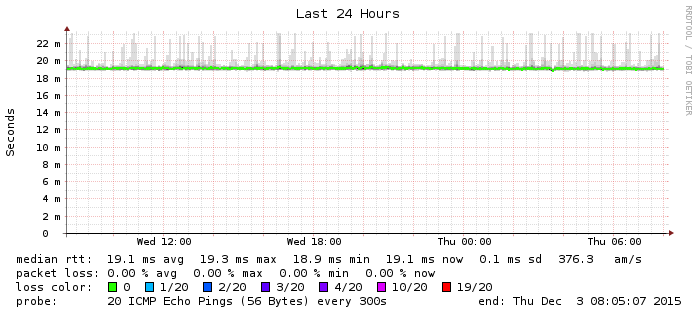 Last 24 Hours
RRDTOOL / TOBI OETIKER
Seconds
22 m
20 m
18 m
16 m
14 m
12 m
10 m
8 m
6 m
4 m
2 m
0
Wed 12:00 Wed 18:00 Thu 00:00 Thu 06:00
median rtt: 19.1 ms avg 19.3 ms max 18.9 ms min 19.1 ms now 0.1 ms sd 376.3 am/s
packet loss: 0.00 % avg 0.00 % max 0.00 % min 0.00 % now
loss color: 0 1/20 2/20 3/20 4/20 10/20 19/20
probe: 20 ICMP Echo Pings (56 Bytes) every 300s end: Thu Dec 3 08:05:07 2015